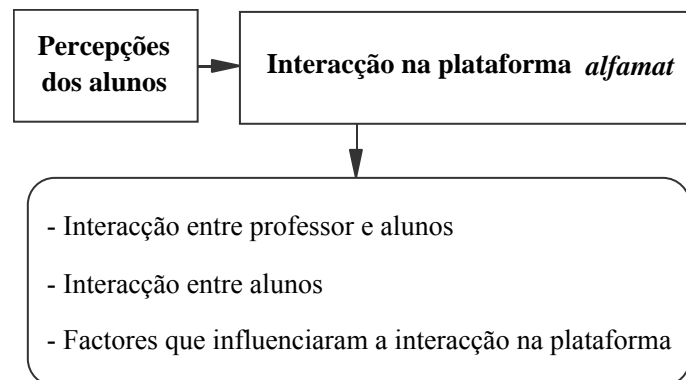 Percepções
dos alunos
Interacção na plataforma alfamat
- Interacção entre professor e alunos
- Interacção entre alunos
- Factores que influenciaram a interacção na plataforma